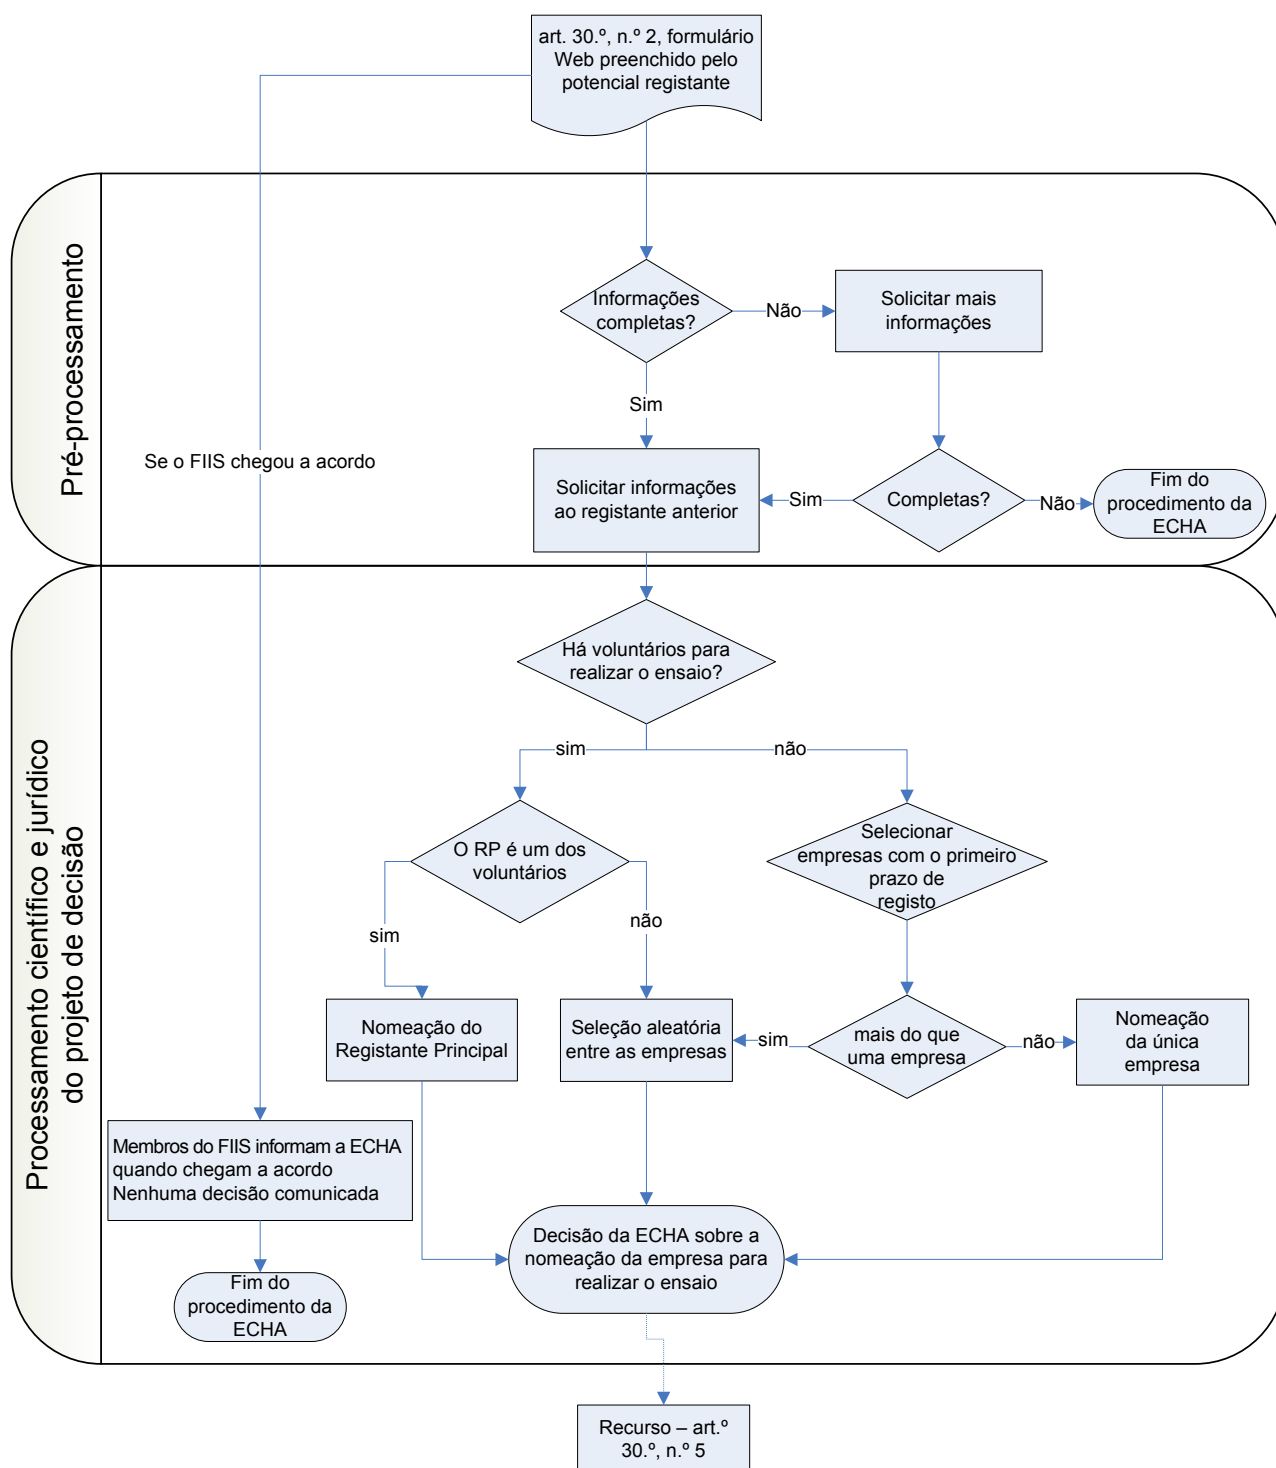 art. 30.º, n.º 2, formulário
Web preenchido pelo
potencial registante
Pré-processamento
Informações
completas?
Não
Solicitar mais
informações
Sim
Se o FIIS chegou a acordo
Solicitar informações
ao registante anterior
Sim
Completas?
Não
Fim do
procedimento da
ECHA
Processamento científico e jurídico
do projeto de decisão
Há voluntários para
realizar o ensaio?
sim
não
O RP é um dos
voluntários
Selecionar
empresas com o primeiro
prazo de
registo
sim
não
Nomeação do
Registante Principal
Seleção aleatória
entre as empresas
sim
mais do que
uma empresa
não
Nomeação
da única
empresa
Membros do FIIS informam a ECHA
quando chegam a acordo
Nenhuma decisão comunicada
Decisão da ECHA sobre a
nomeação da empresa para
realizar o ensaio
Fim do
procedimento da
ECHA
Recurso – art.º
30.º, n.º 5